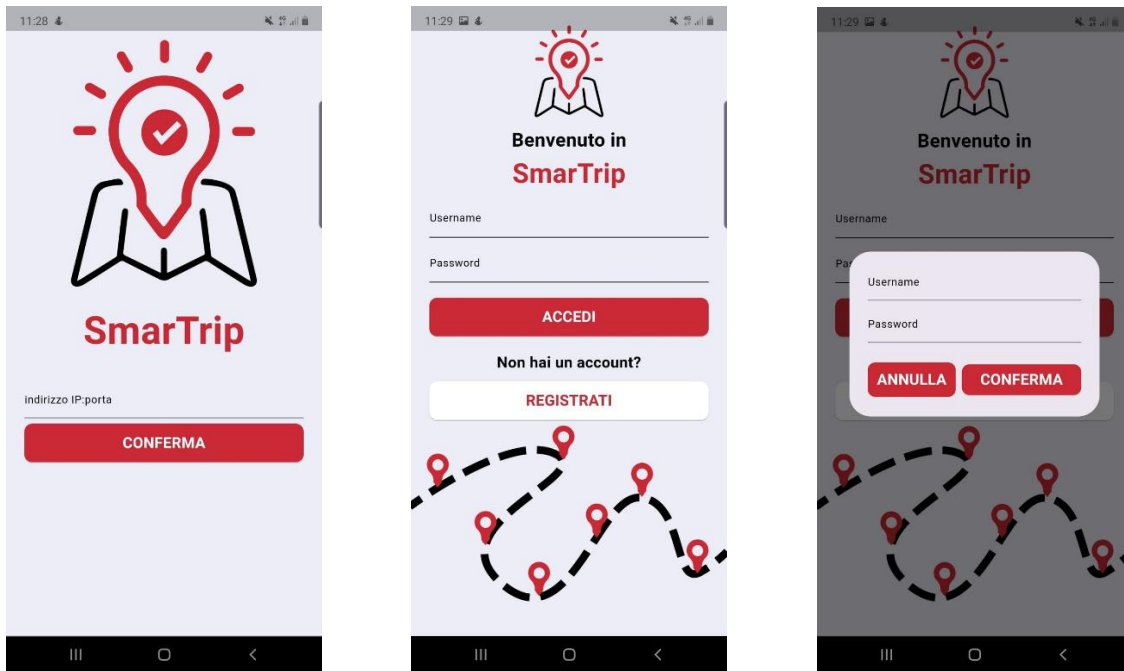 11:28
SmarTrip
indirizzo IP:porta
CONFERMA
11:29
Benvenuto in
SmarTrip
Username
Password
ACCEDI
Non hai un account?
REGISTRATI
11:29
Benvenuto in
SmarTrip
Username
Pas
Username
Password
ANNULLA CONFERMA